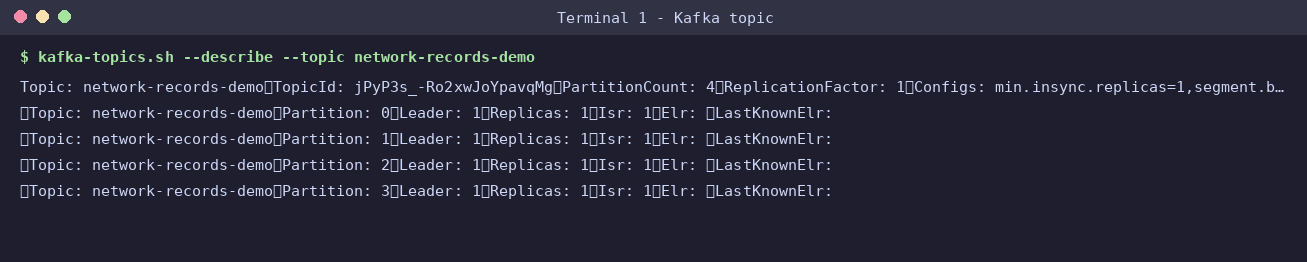 Terminal 1 - Kafka topic
$ kafka-topics.sh --describe --topic network-records-demo
Topic: network-records-demo▯TopicId: jPyP3s_-Ro2xwJoYpavqMg▯PartitionCount: 4▯ReplicationFactor: 1▯Configs: min.insync.replicas=1,segment.b…
▯Topic: network-records-demo▯Partition: 0▯Leader: 1▯Replicas: 1▯Isr: 1▯Elr: ▯LastKnownElr:
▯Topic: network-records-demo▯Partition: 1▯Leader: 1▯Replicas: 1▯Isr: 1▯Elr: ▯LastKnownElr:
▯Topic: network-records-demo▯Partition: 2▯Leader: 1▯Replicas: 1▯Isr: 1▯Elr: ▯LastKnownElr:
▯Topic: network-records-demo▯Partition: 3▯Leader: 1▯Replicas: 1▯Isr: 1▯Elr: ▯LastKnownElr: